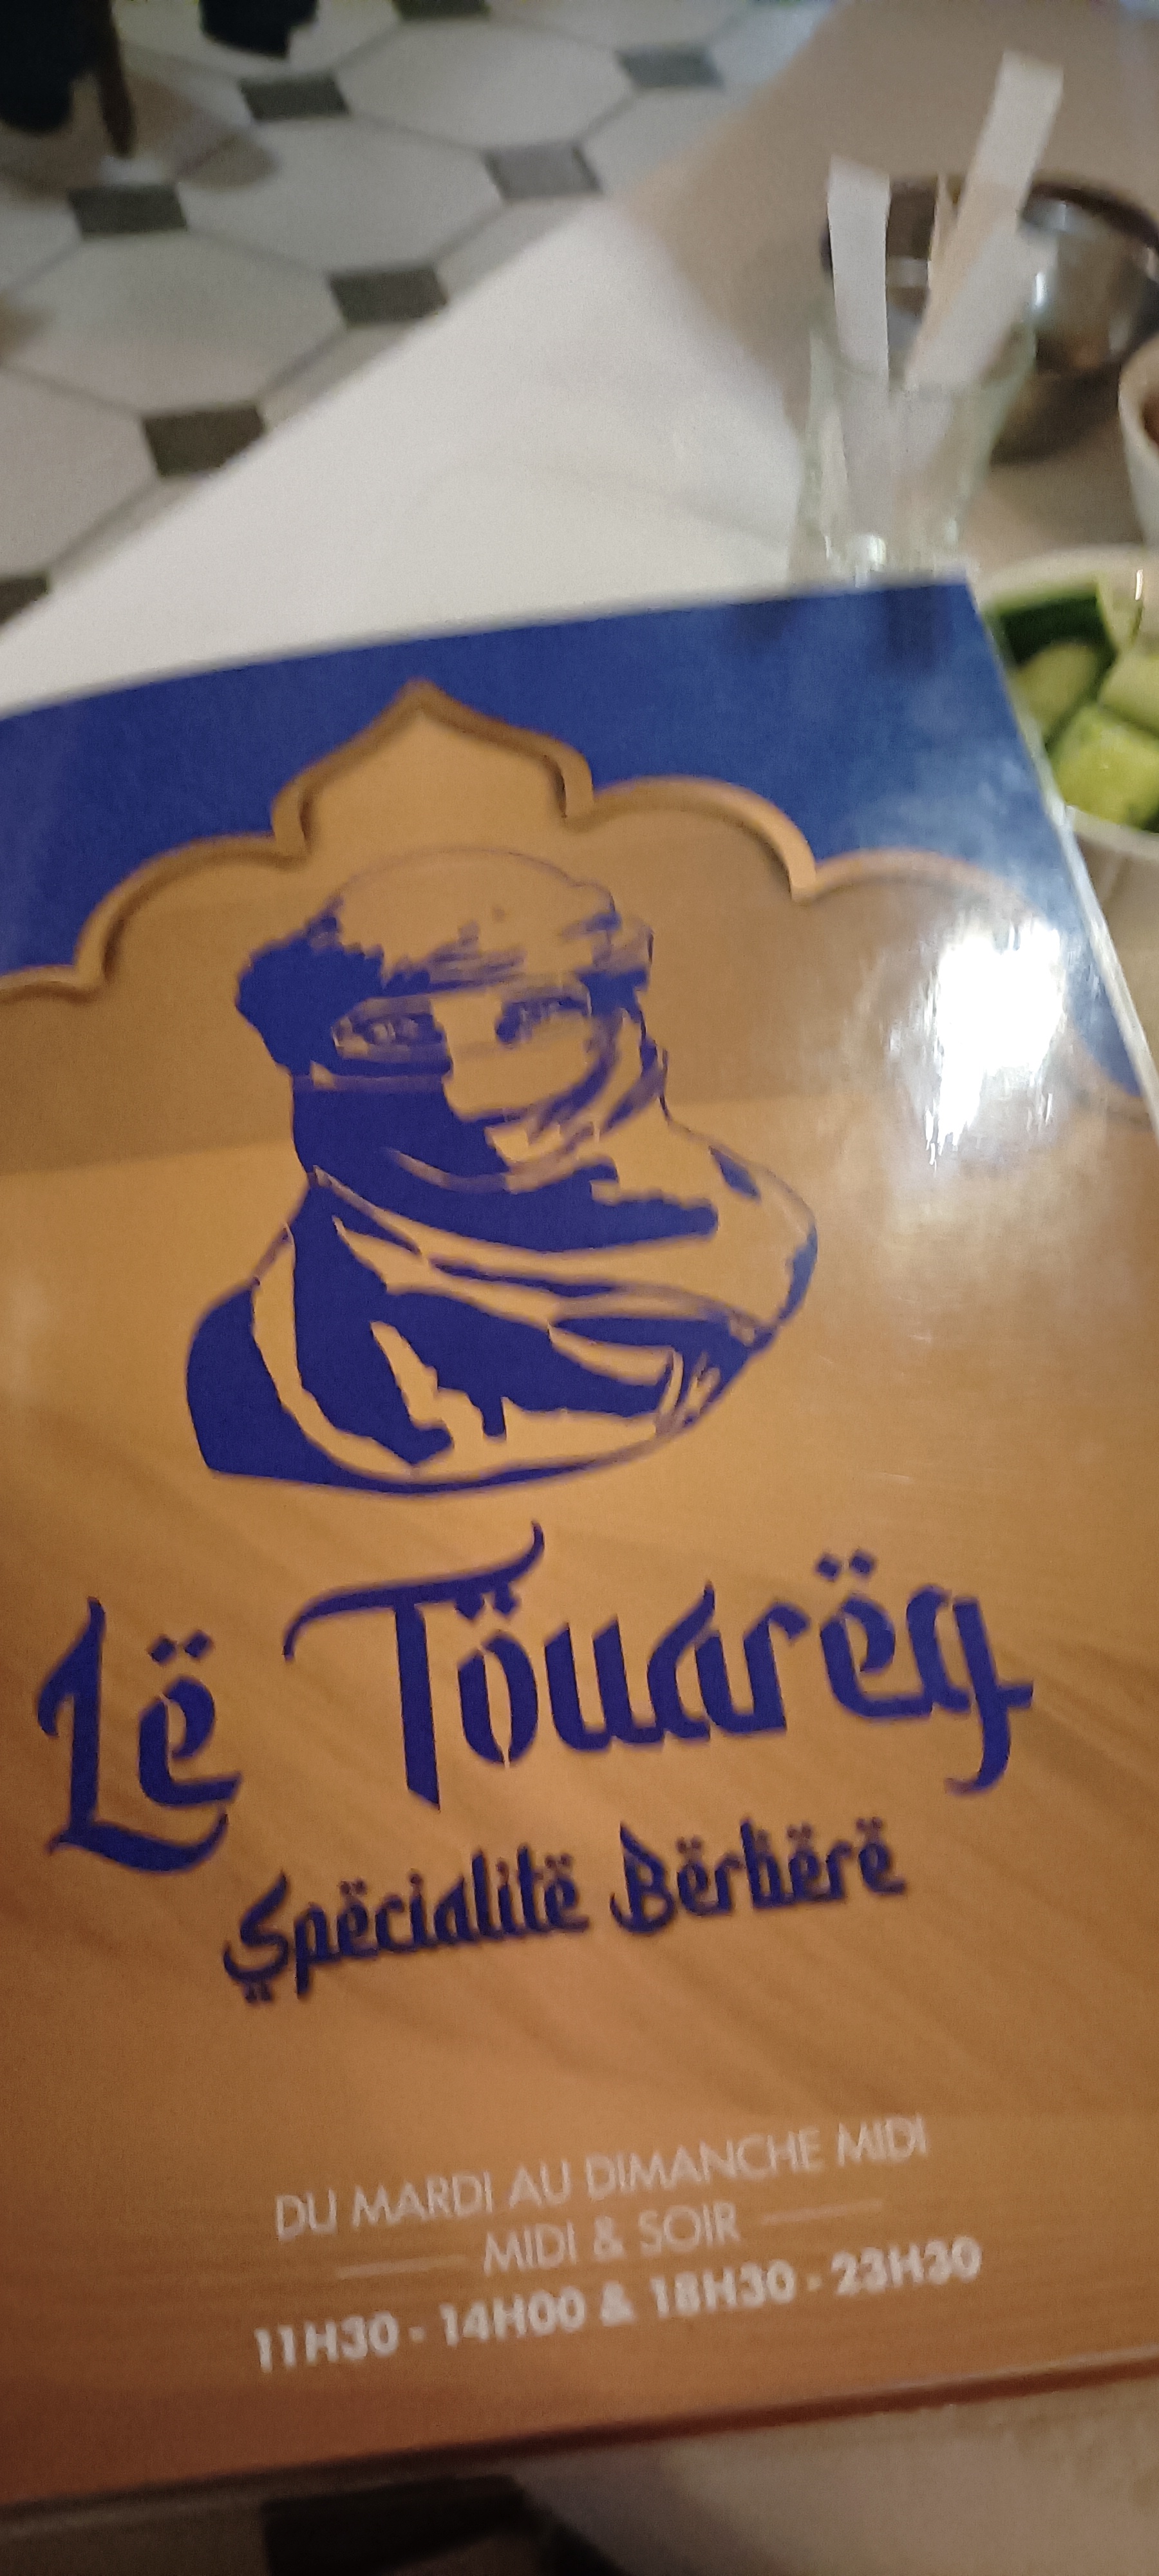 Lë Töuarëg
Spëcialitë Bërbërë
DU MARDI AU DIMANCHE MIDI
MIDI & SOIR
11H30 - 14H00 & 18H30 - 23H30